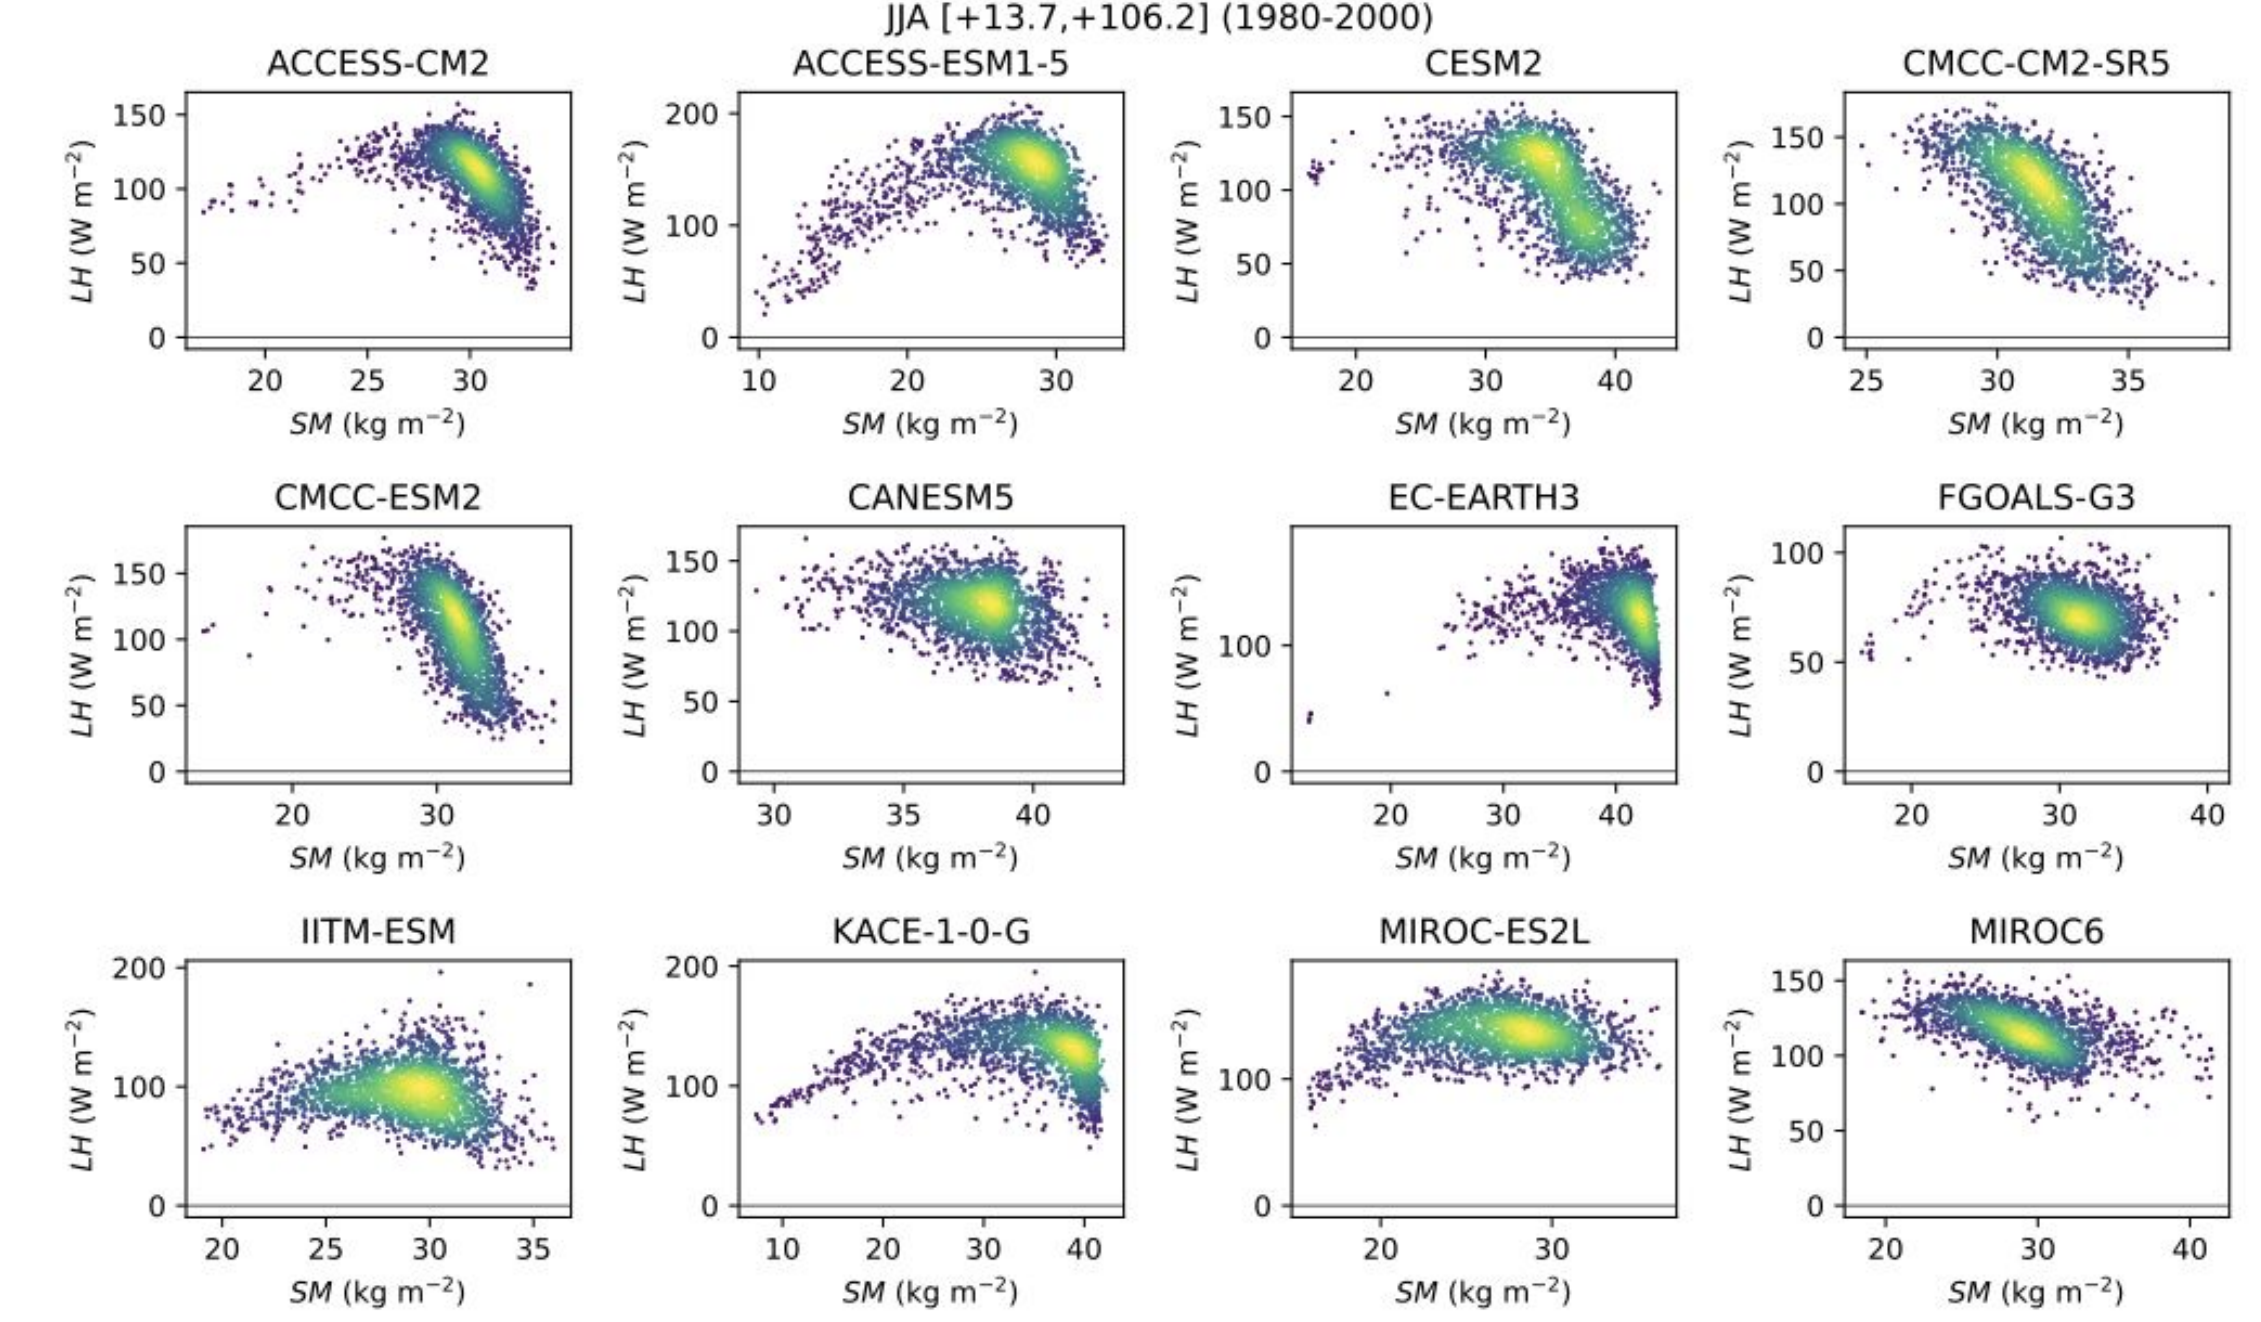 JJA [+13.7,+106.2] (1980-2000)
ACCESS-CM2
ACCESS-ESM1-5
CESM2
CMCC-CM2-SR5
LH (W m⁻²)
150
100
50
0
20 25 30
SM (kg m⁻²)
LH (W m⁻²)
200
100
0
10 20 30
SM (kg m⁻²)
LH (W m⁻²)
150
100
50
0
20 30 40
SM (kg m⁻²)
LH (W m⁻²)
150
100
50
0
25 30 35
SM (kg m⁻²)
CMCC-ESM2
CANESM5
EC-EARTH3
FGOALS-G3
LH (W m⁻²)
150
100
50
0
20 30
SM (kg m⁻²)
LH (W m⁻²)
150
100
50
0
30 35 40
SM (kg m⁻²)
LH (W m⁻²)
100
0
20 30 40
SM (kg m⁻²)
LH (W m⁻²)
100
50
0
20 30 40
SM (kg m⁻²)
IITM-ESM
KACE-1-0-G
MIROC-ES2L
MIROC6
LH (W m⁻²)
200
100
0
20 25 30 35
SM (kg m⁻²)
LH (W m⁻²)
200
100
0
10 20 30 40
SM (kg m⁻²)
LH (W m⁻²)
100
0
20 30
SM (kg m⁻²)
LH (W m⁻²)
150
100
50
0
20 30 40
SM (kg m⁻²)